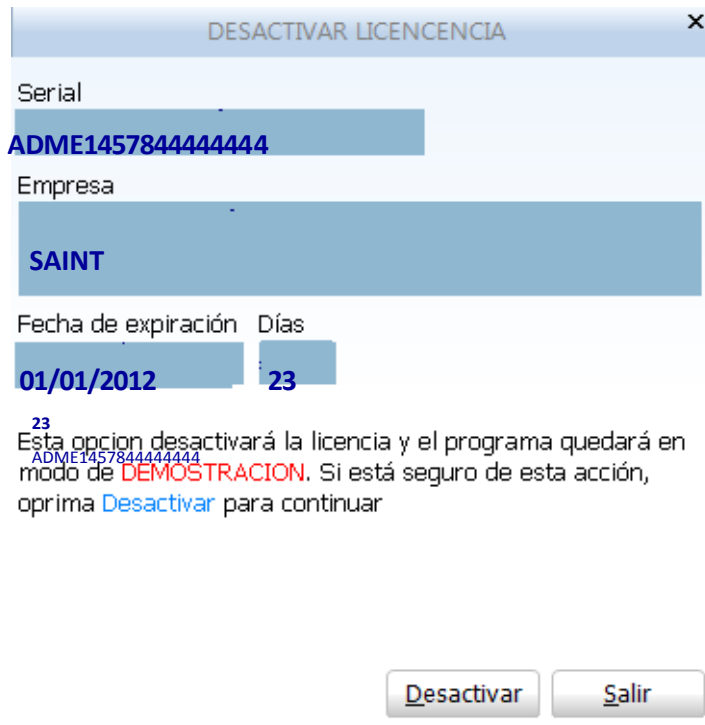 DESACTIVAR LICENCENCIA
Serial
ADME1457844444444
Empresa
SAINT
Fecha de expiración Días
01/01/2012 23
23
Esta opcion desactivará la licencia y el programa quedará en
ADME1457844444444
modo de DEMOSTRACION. Si está seguro de esta acción,
oprima Desactivar para continuar
Desactivar Salir